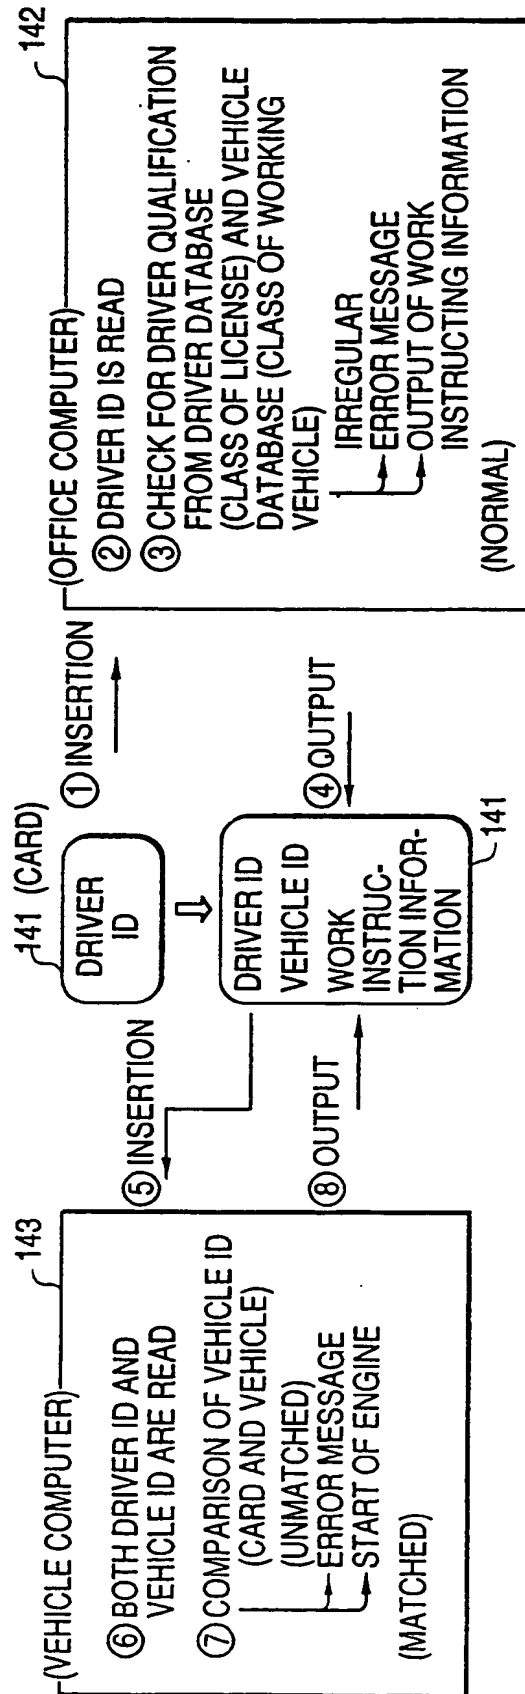 (VEHICLE COMPUTER)
143
⑥ BOTH DRIVER ID AND
VEHICLE ID ARE READ
⑦ COMPARISON OF VEHICLE ID
(CARD AND VEHICLE)
(UNMATCHED)
ERROR MESSAGE
START OF ENGINE
(MATCHED)
⑤ INSERTION
⑧ OUTPUT
141 (CARD)
DRIVER
ID
DRIVER ID
VEHICLE ID
WORK
INSTRUC-
TION INFOR-
MATION
141
① INSERTION
④ OUTPUT
(OFFICE COMPUTER)
142
② DRIVER ID IS READ
③ CHECK FOR DRIVER QUALIFICATION
FROM DRIVER DATABASE
(CLASS OF LICENSE) AND VEHICLE
DATABASE (CLASS OF WORKING
VEHICLE)
IRREGULAR
ERROR MESSAGE
OUTPUT OF WORK
INSTRUCTING INFORMATION
(NORMAL)